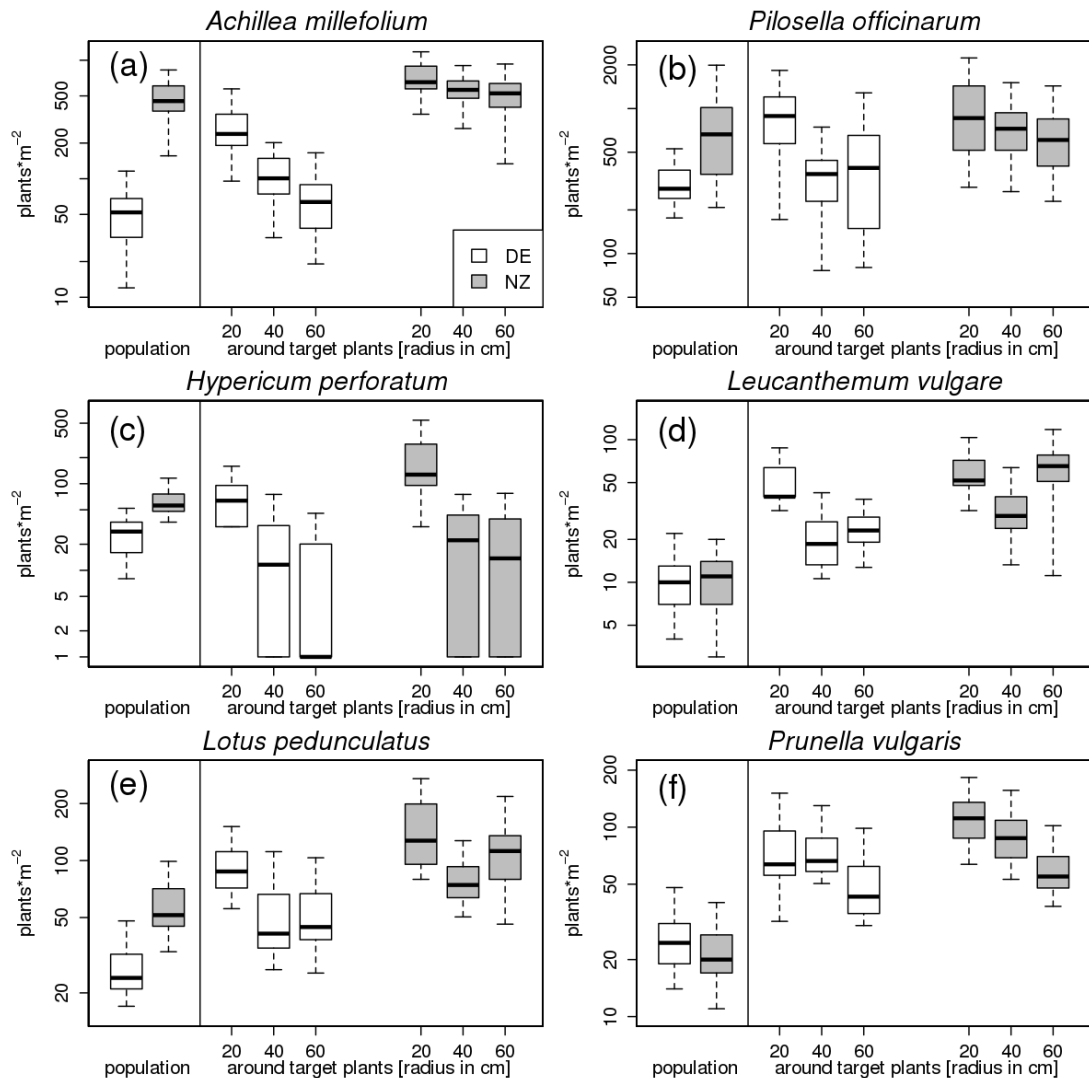 Achillea millefolium
(a)
plants*m−2
500
200
50
10
DE
NZ
20 40 60 20 40 60
population around target plants [radius in cm]
Pilosella officinarum
(b)
plants*m−2
2000
500
100
50
20 40 60 20 40 60
population around target plants [radius in cm]
Hypericum perforatum
(c)
plants*m−2
500
100
20
5
2
1
20 40 60 20 40 60
population around target plants [radius in cm]
Leucanthemum vulgare
(d)
plants*m−2
100
50
20
10
5
20 40 60 20 40 60
population around target plants [radius in cm]
Lotus pedunculatus
(e)
plants*m−2
200
100
50
20
20 40 60 20 40 60
population around target plants [radius in cm]
Prunella vulgaris
(f)
plants*m−2
200
100
50
20
10
20 40 60 20 40 60
population around target plants [radius in cm]